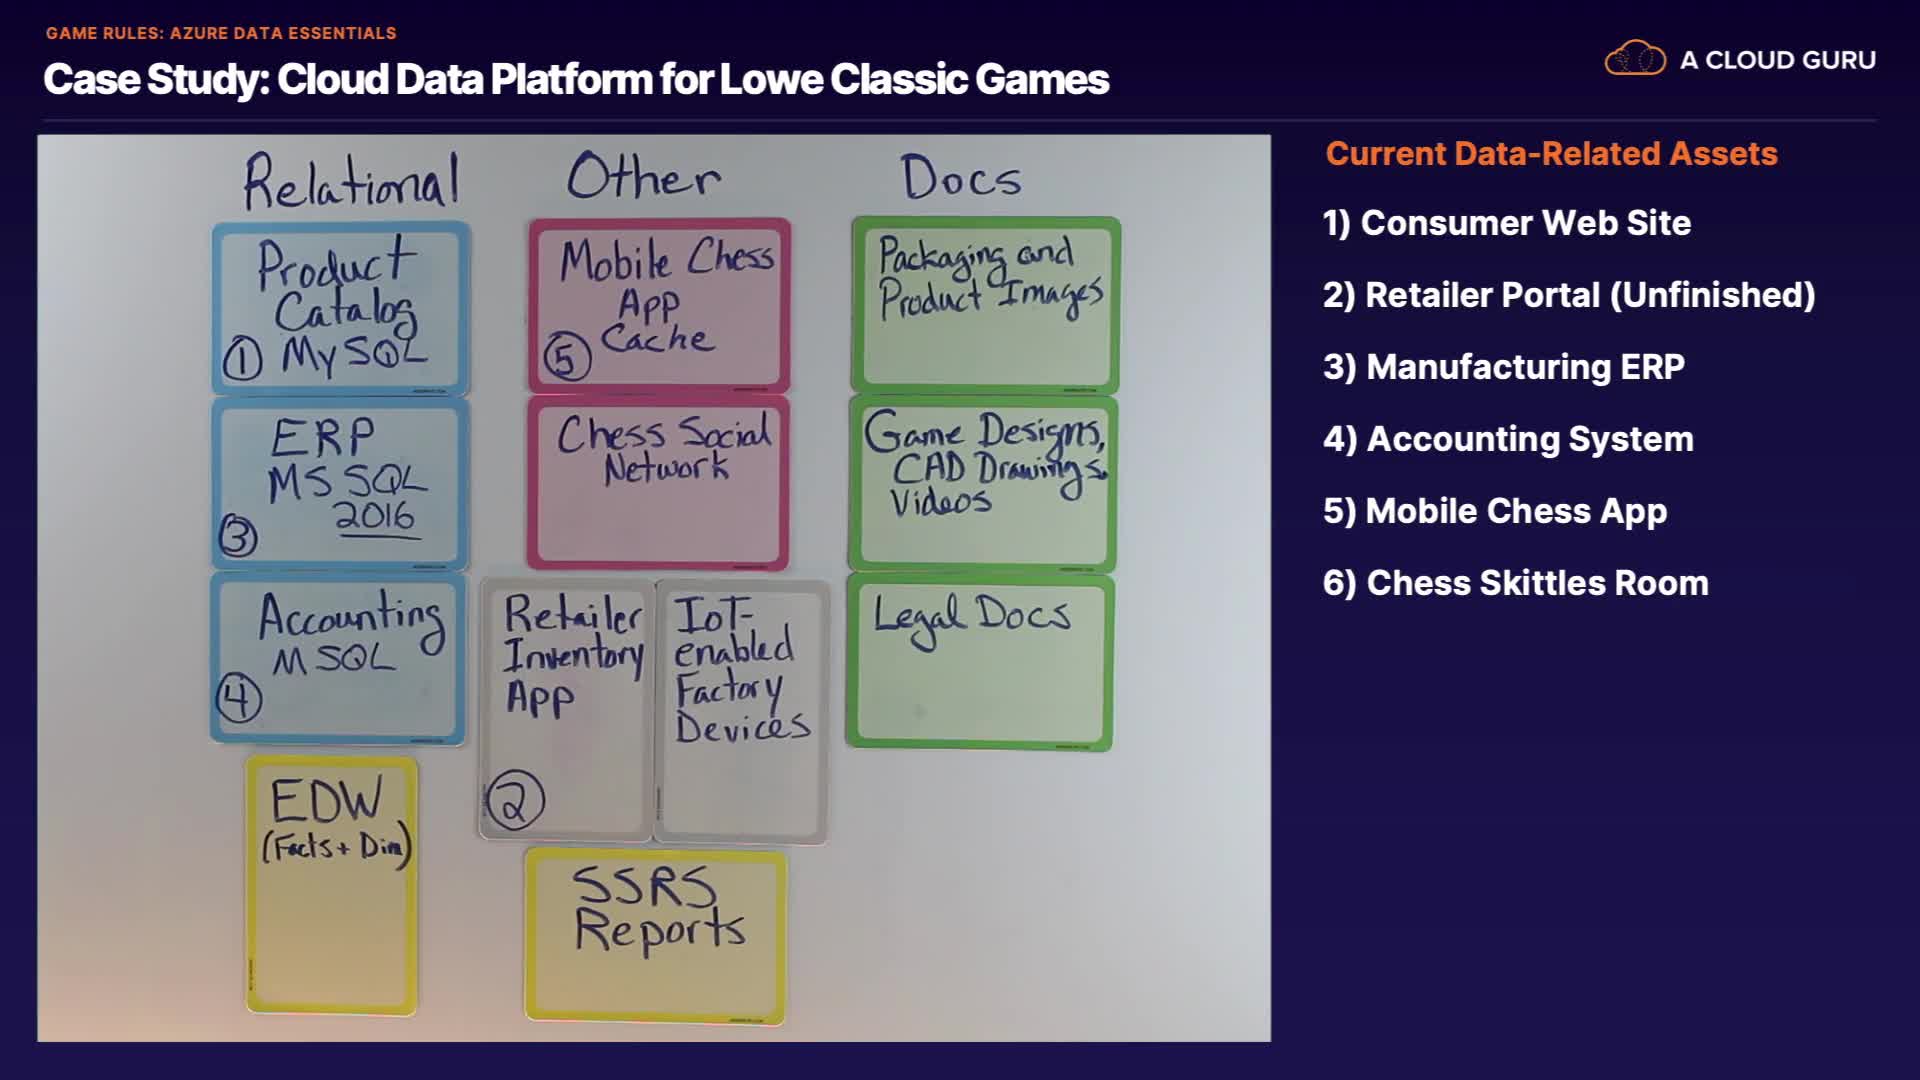 GAME RULES: AZURE DATA ESSENTIALS
Case Study: Cloud Data Platform for Lowe Classic Games
A CLOUD GURU
Relational
Product
Catalog
① MySQL
ERP
MS SQL
2016
③
Accounting
MSQL
④
EDW
(Facts + Dim)
Other
Mobile Chess
App
⑤ Cache
Chess Social
Network
Retailer
Inventory
App
②
IoT-
enabled
Factory
Devices
SSRS
Reports
Docs
Packaging and
Product Images
Game Designs,
CAD Drawings,
Videos
Legal Docs
Current Data-Related Assets
1) Consumer Web Site
2) Retailer Portal (Unfinished)
3) Manufacturing ERP
4) Accounting System
5) Mobile Chess App
6) Chess Skittles Room